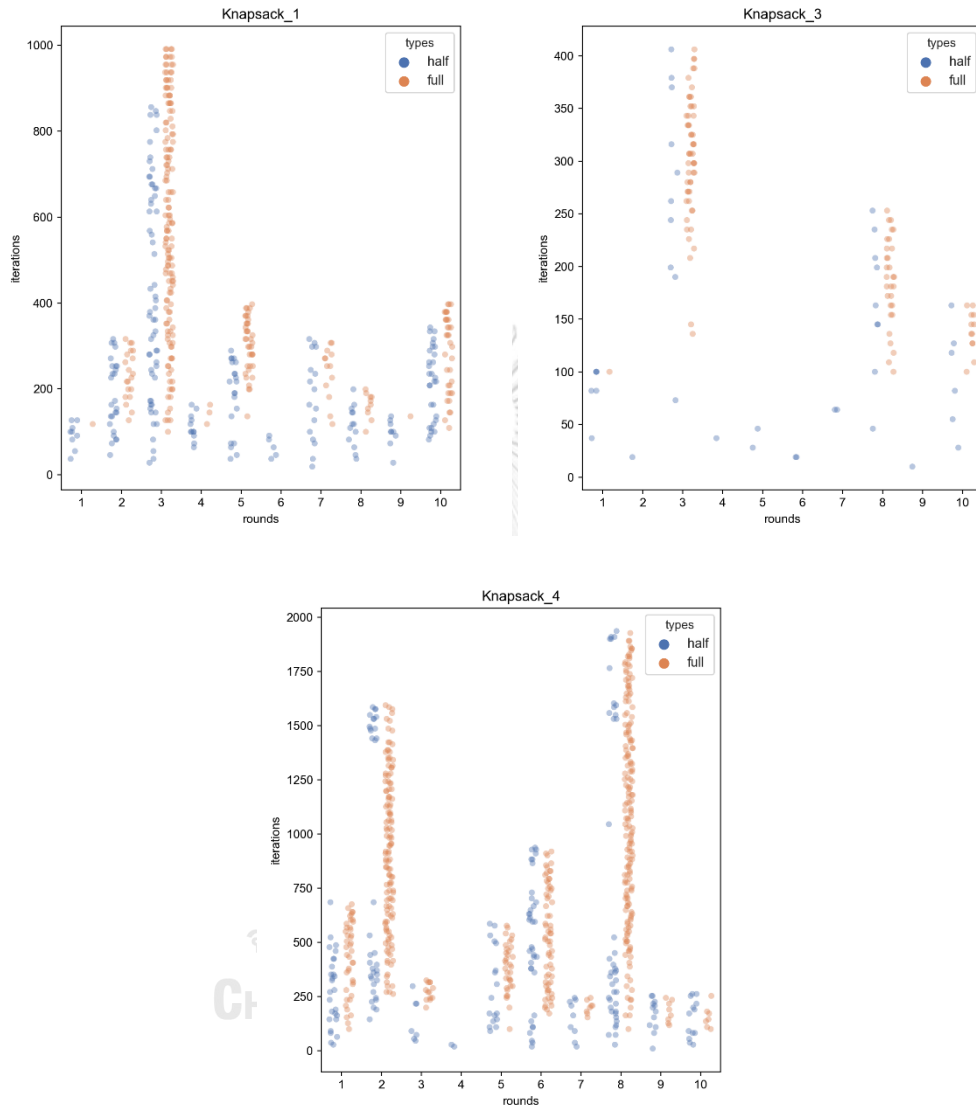 Knapsack_1
types
half
full
1000
800
600
400
200
0
iterations
1 2 3 4 5 6 7 8 9 10
rounds
Knapsack_3
types
half
full
400
350
300
250
200
150
100
50
0
iterations
1 2 3 4 5 6 7 8 9 10
rounds
Knapsack_4
types
half
full
2000
1750
1500
1250
1000
750
500
250
0
iterations
1 2 3 4 5 6 7 8 9 10
rounds